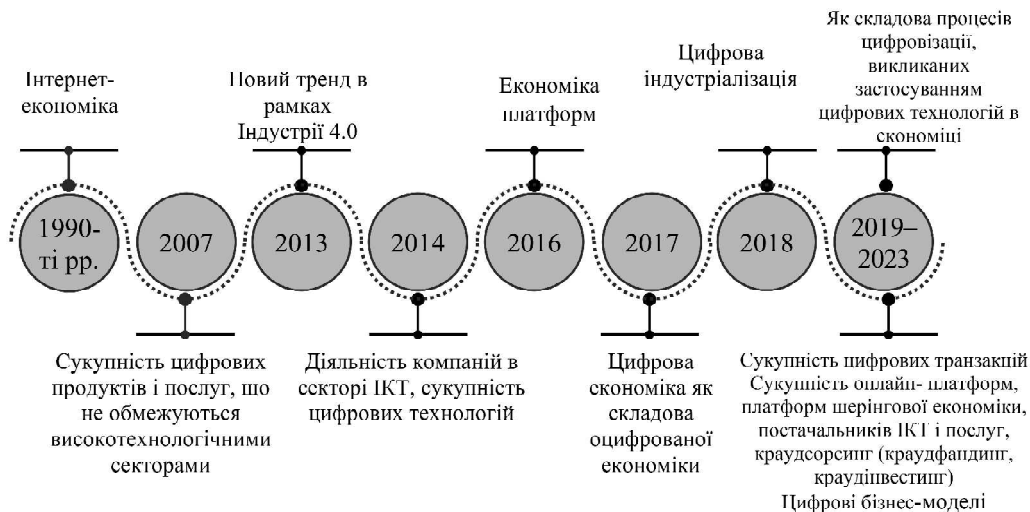 Інтернет-
економіка
Новий тренд в
рамках
Індустрії 4.0
Економіка
платформ
Цифрова
індустріалізація
Як складова процесів
цифровізації,
викликаних
застосуванням
цифрових технологій в
економіці
1990-
ті рр.
2007
2013
2014
2016
2017
2018
2019–
2023
Сукупність цифрових
продуктів і послуг, що
не обмежуються
високотехнологічними
секторами
Діяльність компаній в
секторі ІКТ, сукупність
цифрових технологій
Цифрова
економіка як
складова
оцифрованої
економіки
Сукупність цифрових транзакцій
Сукупність онлайн- платформ,
платформ шерінгової економіки,
постачальників ІКТ і послуг,
краудсорсинг (краудфандинг,
краудінвестинг)
Цифрові бізнес-моделі